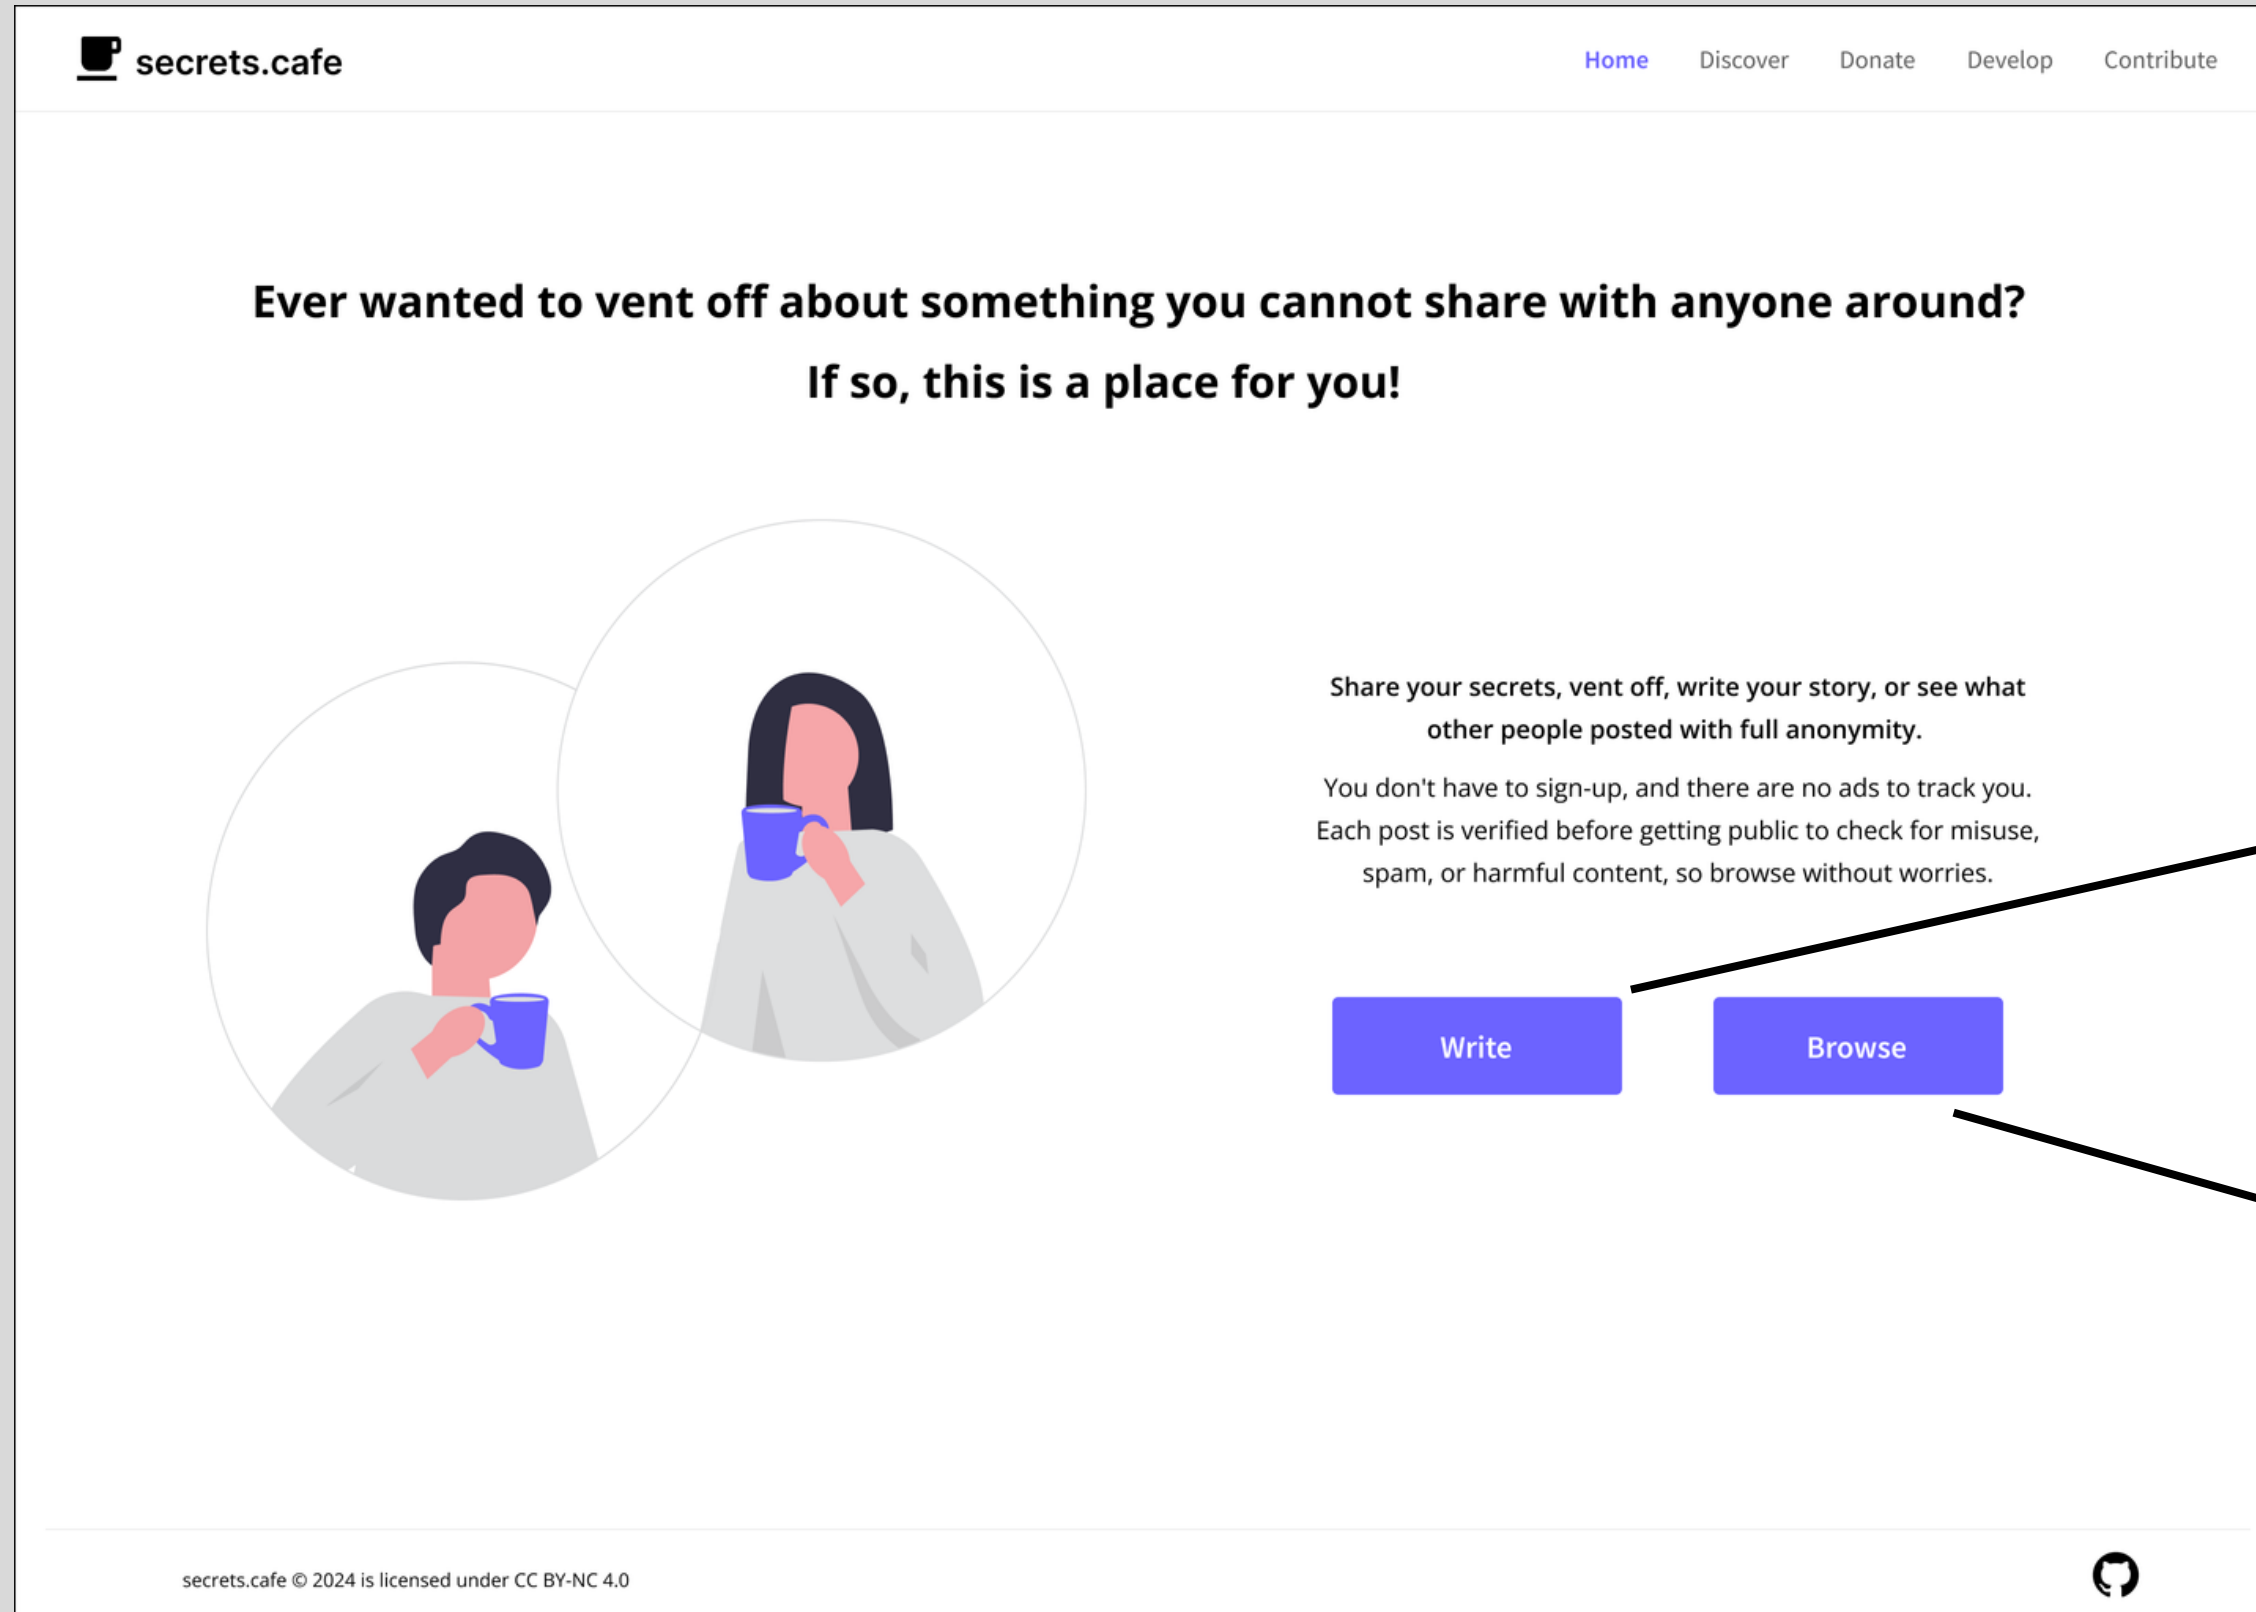 secrets.cafe
Home Discover Donate Develop Contribute
Ever wanted to vent off about something you cannot share with anyone around?
If so, this is a place for you!
Share your secrets, vent off, write your story, or see what
other people posted with full anonymity.
You don't have to sign-up, and there are no ads to track you.
Each post is verified before getting public to check for misuse,
spam, or harmful content, so browse without worries.
Write Browse
secrets.cafe © 2024 is licensed under CC BY-NC 4.0